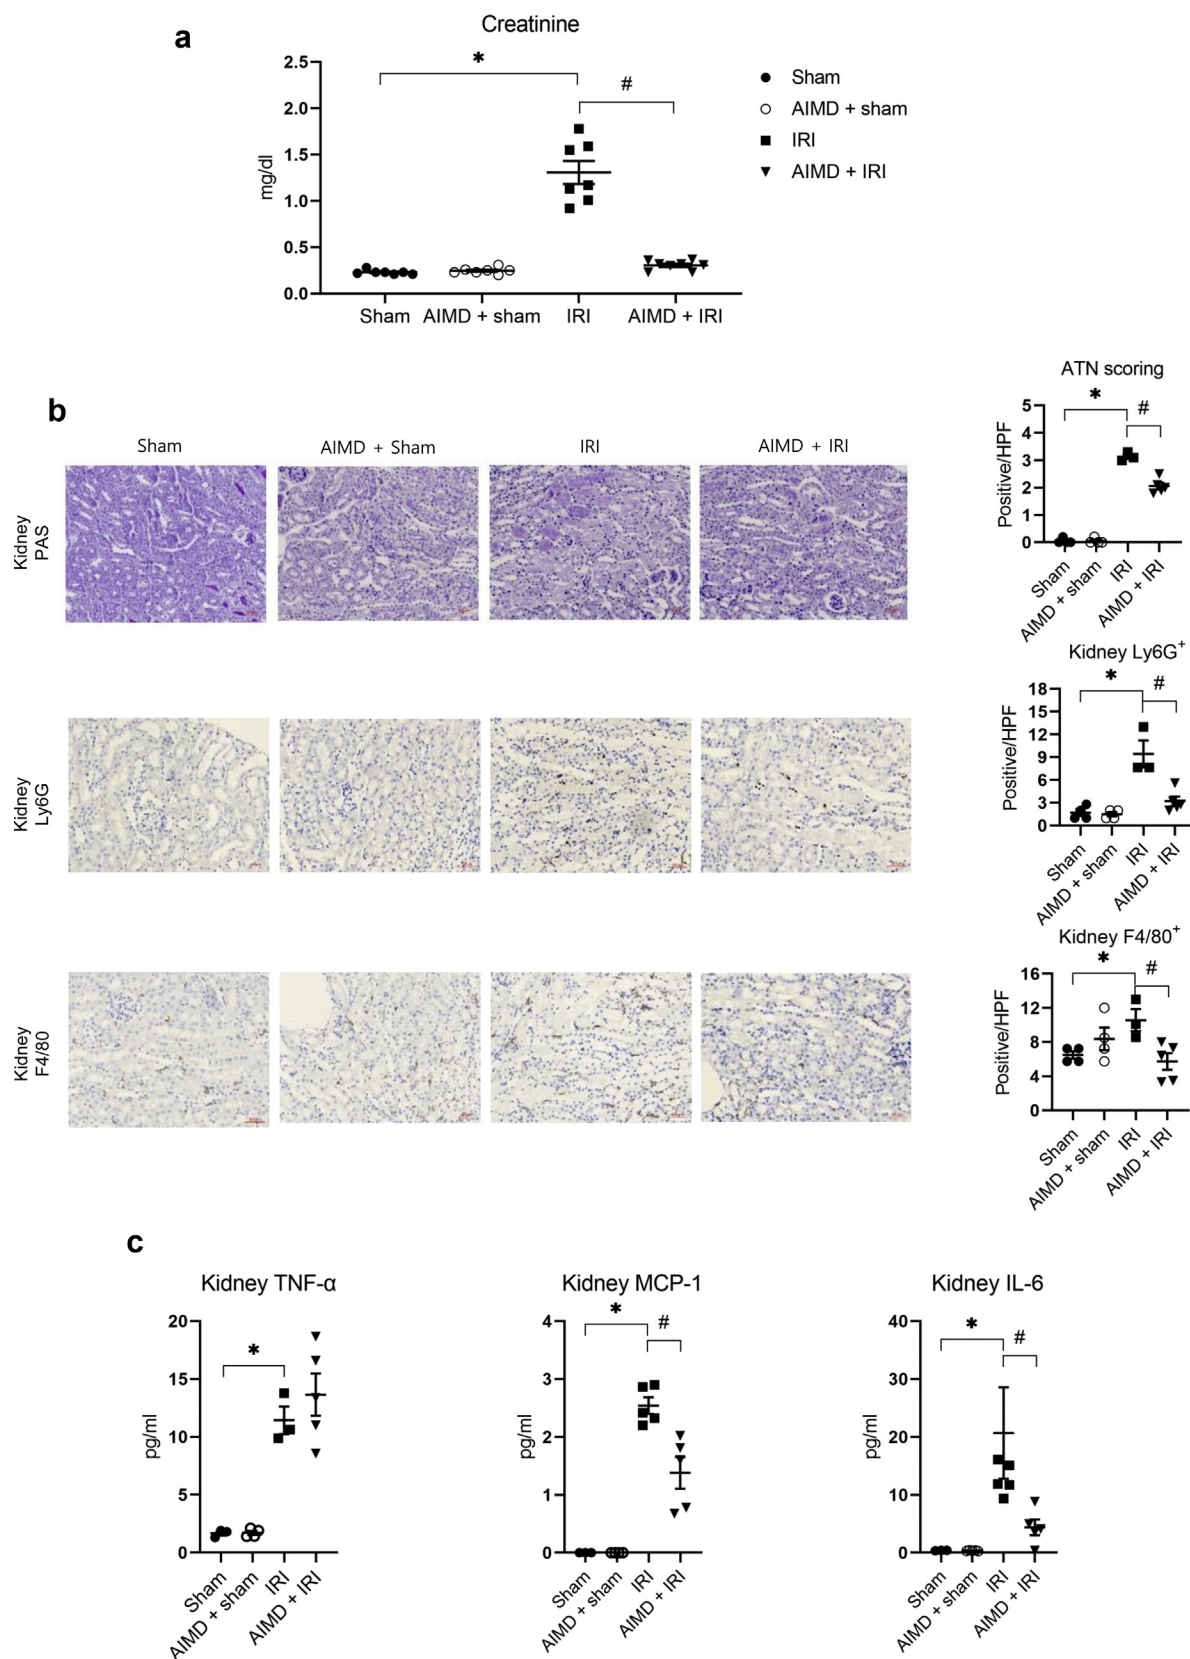 a
Creatinine
*
#
2.5
2.0
1.5
1.0
0.5
0.0
mg/dl
Sham
AIMD + sham
IRI
AIMD + IRI
Sham
AIMD + sham
IRI
AIMD + IRI
b
Sham
AIMD + Sham
IRI
AIMD + IRI
Kidney
PAS
ATN scoring
*
#
5
4
3
2
1
0
Positive/HPF
Sham
AIMD + sham
IRI
AIMD + IRI
Kidney
Ly6G
Kidney Ly6G+
*
#
18
15
12
9
6
3
0
Positive/HPF
Sham
AIMD + sham
IRI
AIMD + IRI
Kidney
F4/80
Kidney F4/80+
*
#
16
12
8
4
0
Positive/HPF
Sham
AIMD + sham
IRI
AIMD + IRI
c
Kidney TNF-α
*
20
15
10
5
0
pg/ml
Sham
AIMD + sham
IRI
AIMD + IRI
Kidney MCP-1
*
#
4
3
2
1
0
pg/ml
Sham
AIMD + sham
IRI
AIMD + IRI
Kidney IL-6
*
#
40
30
20
10
0
pg/ml
Sham
AIMD + sham
IRI
AIMD + IRI